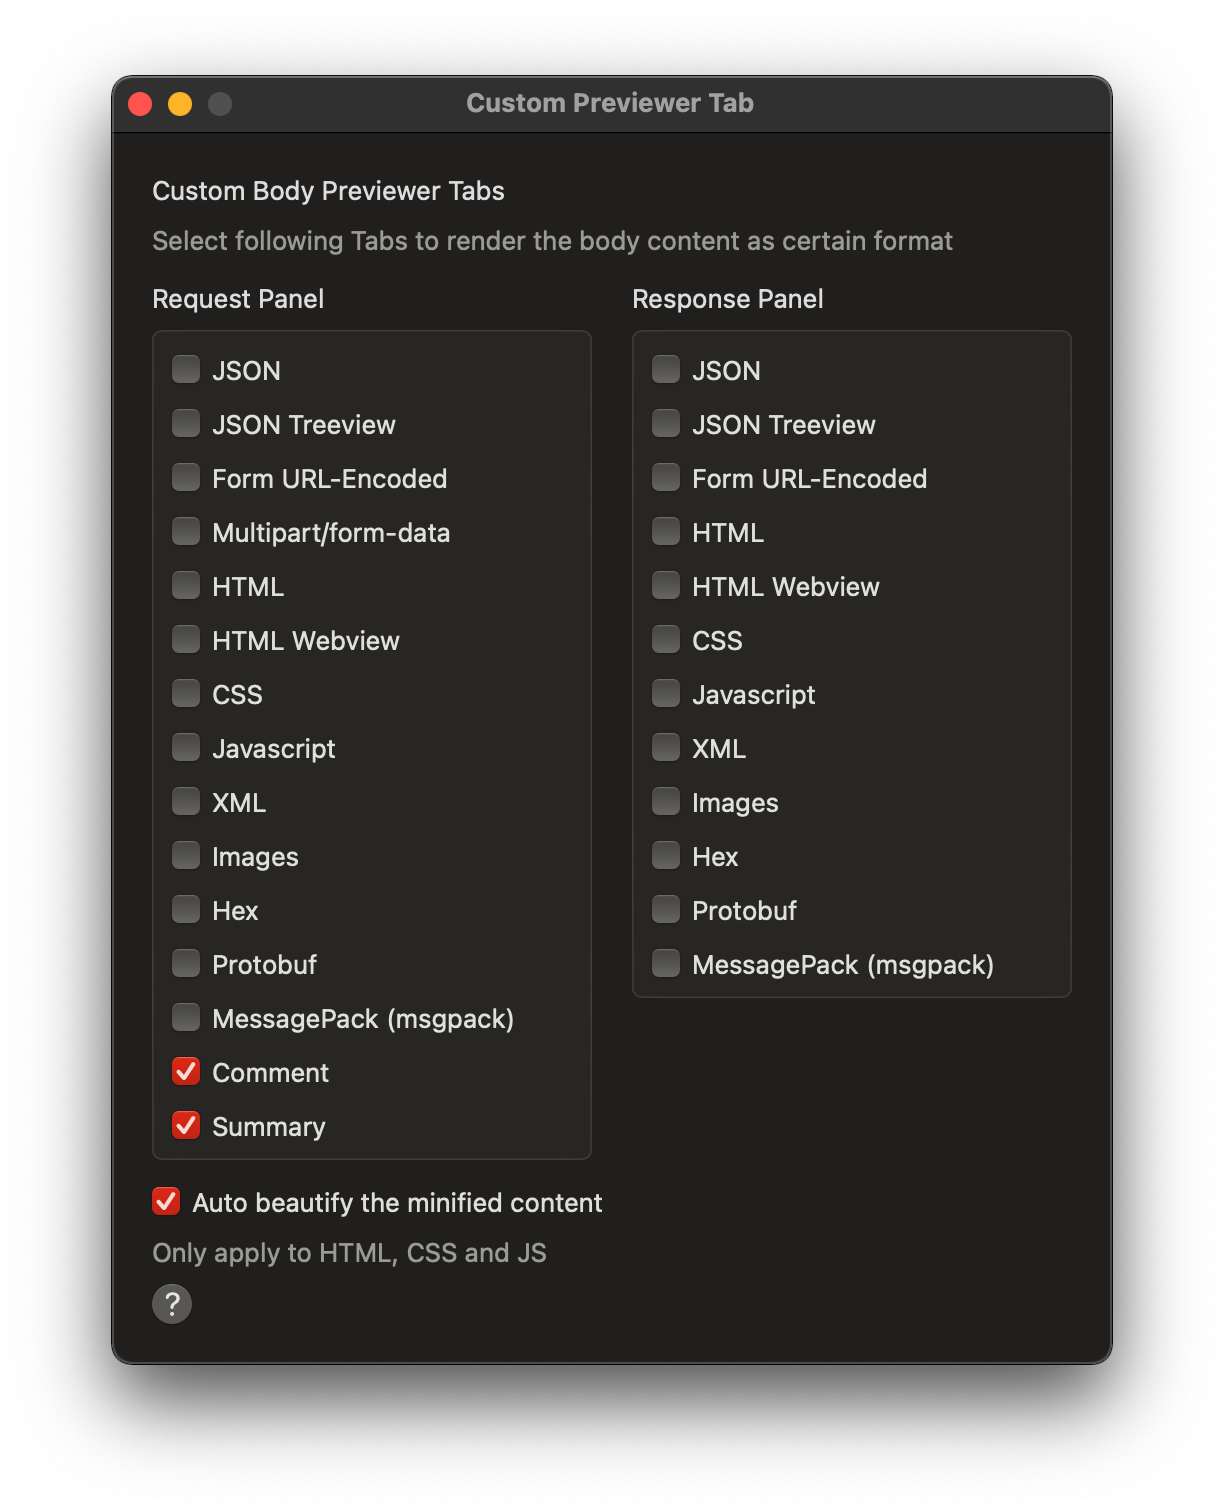 Custom Previewer Tab
Custom Body Previewer Tabs
Select following Tabs to render the body content as certain format
Request Panel
JSON
JSON Treeview
Form URL-Encoded
Multipart/form-data
HTML
HTML Webview
CSS
Javascript
XML
Images
Hex
Protobuf
MessagePack (msgpack)
Comment
Summary
Response Panel
JSON
JSON Treeview
Form URL-Encoded
HTML
HTML Webview
CSS
Javascript
XML
Images
Hex
Protobuf
MessagePack (msgpack)
Auto beautify the minified content
Only apply to HTML, CSS and JS
?